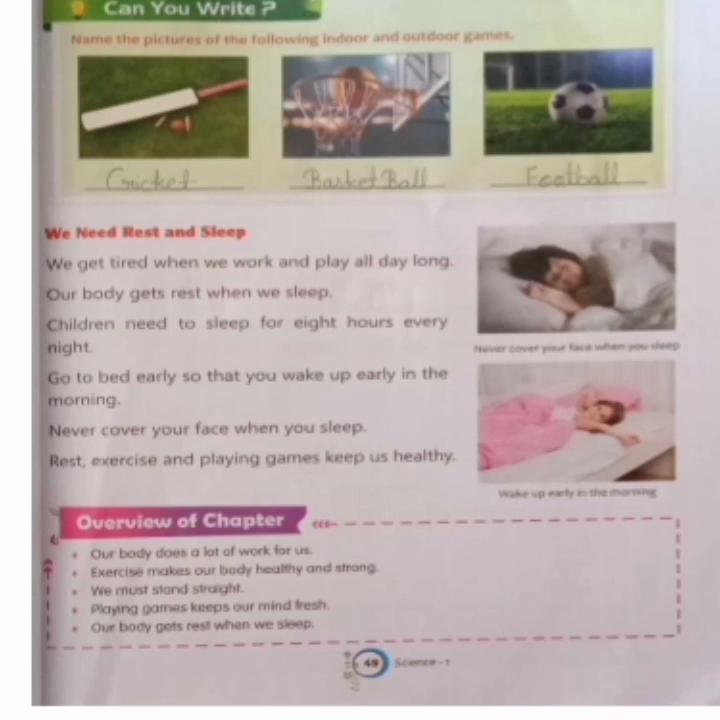 Can You Write ?
Name the pictures of the following indoor and outdoor games.
Cricket
Basket Ball
Football
We Need Rest and Sleep
We get tired when we work and play all day long.
Our body gets rest when we sleep.
Children need to sleep for eight hours every
night.
Go to bed early so that you wake up early in the
morning.
Never cover your face when you sleep.
Rest, exercise and playing games keep us healthy.
Never cover your face when you sleep
Wake up early in the morning
Overview of Chapter
Our body does a lot of work for us.
Exercise makes our body healthy and strong.
We must stand straight.
Playing games keeps our mind fresh.
Our body gets rest when we sleep.
49 Science - 1